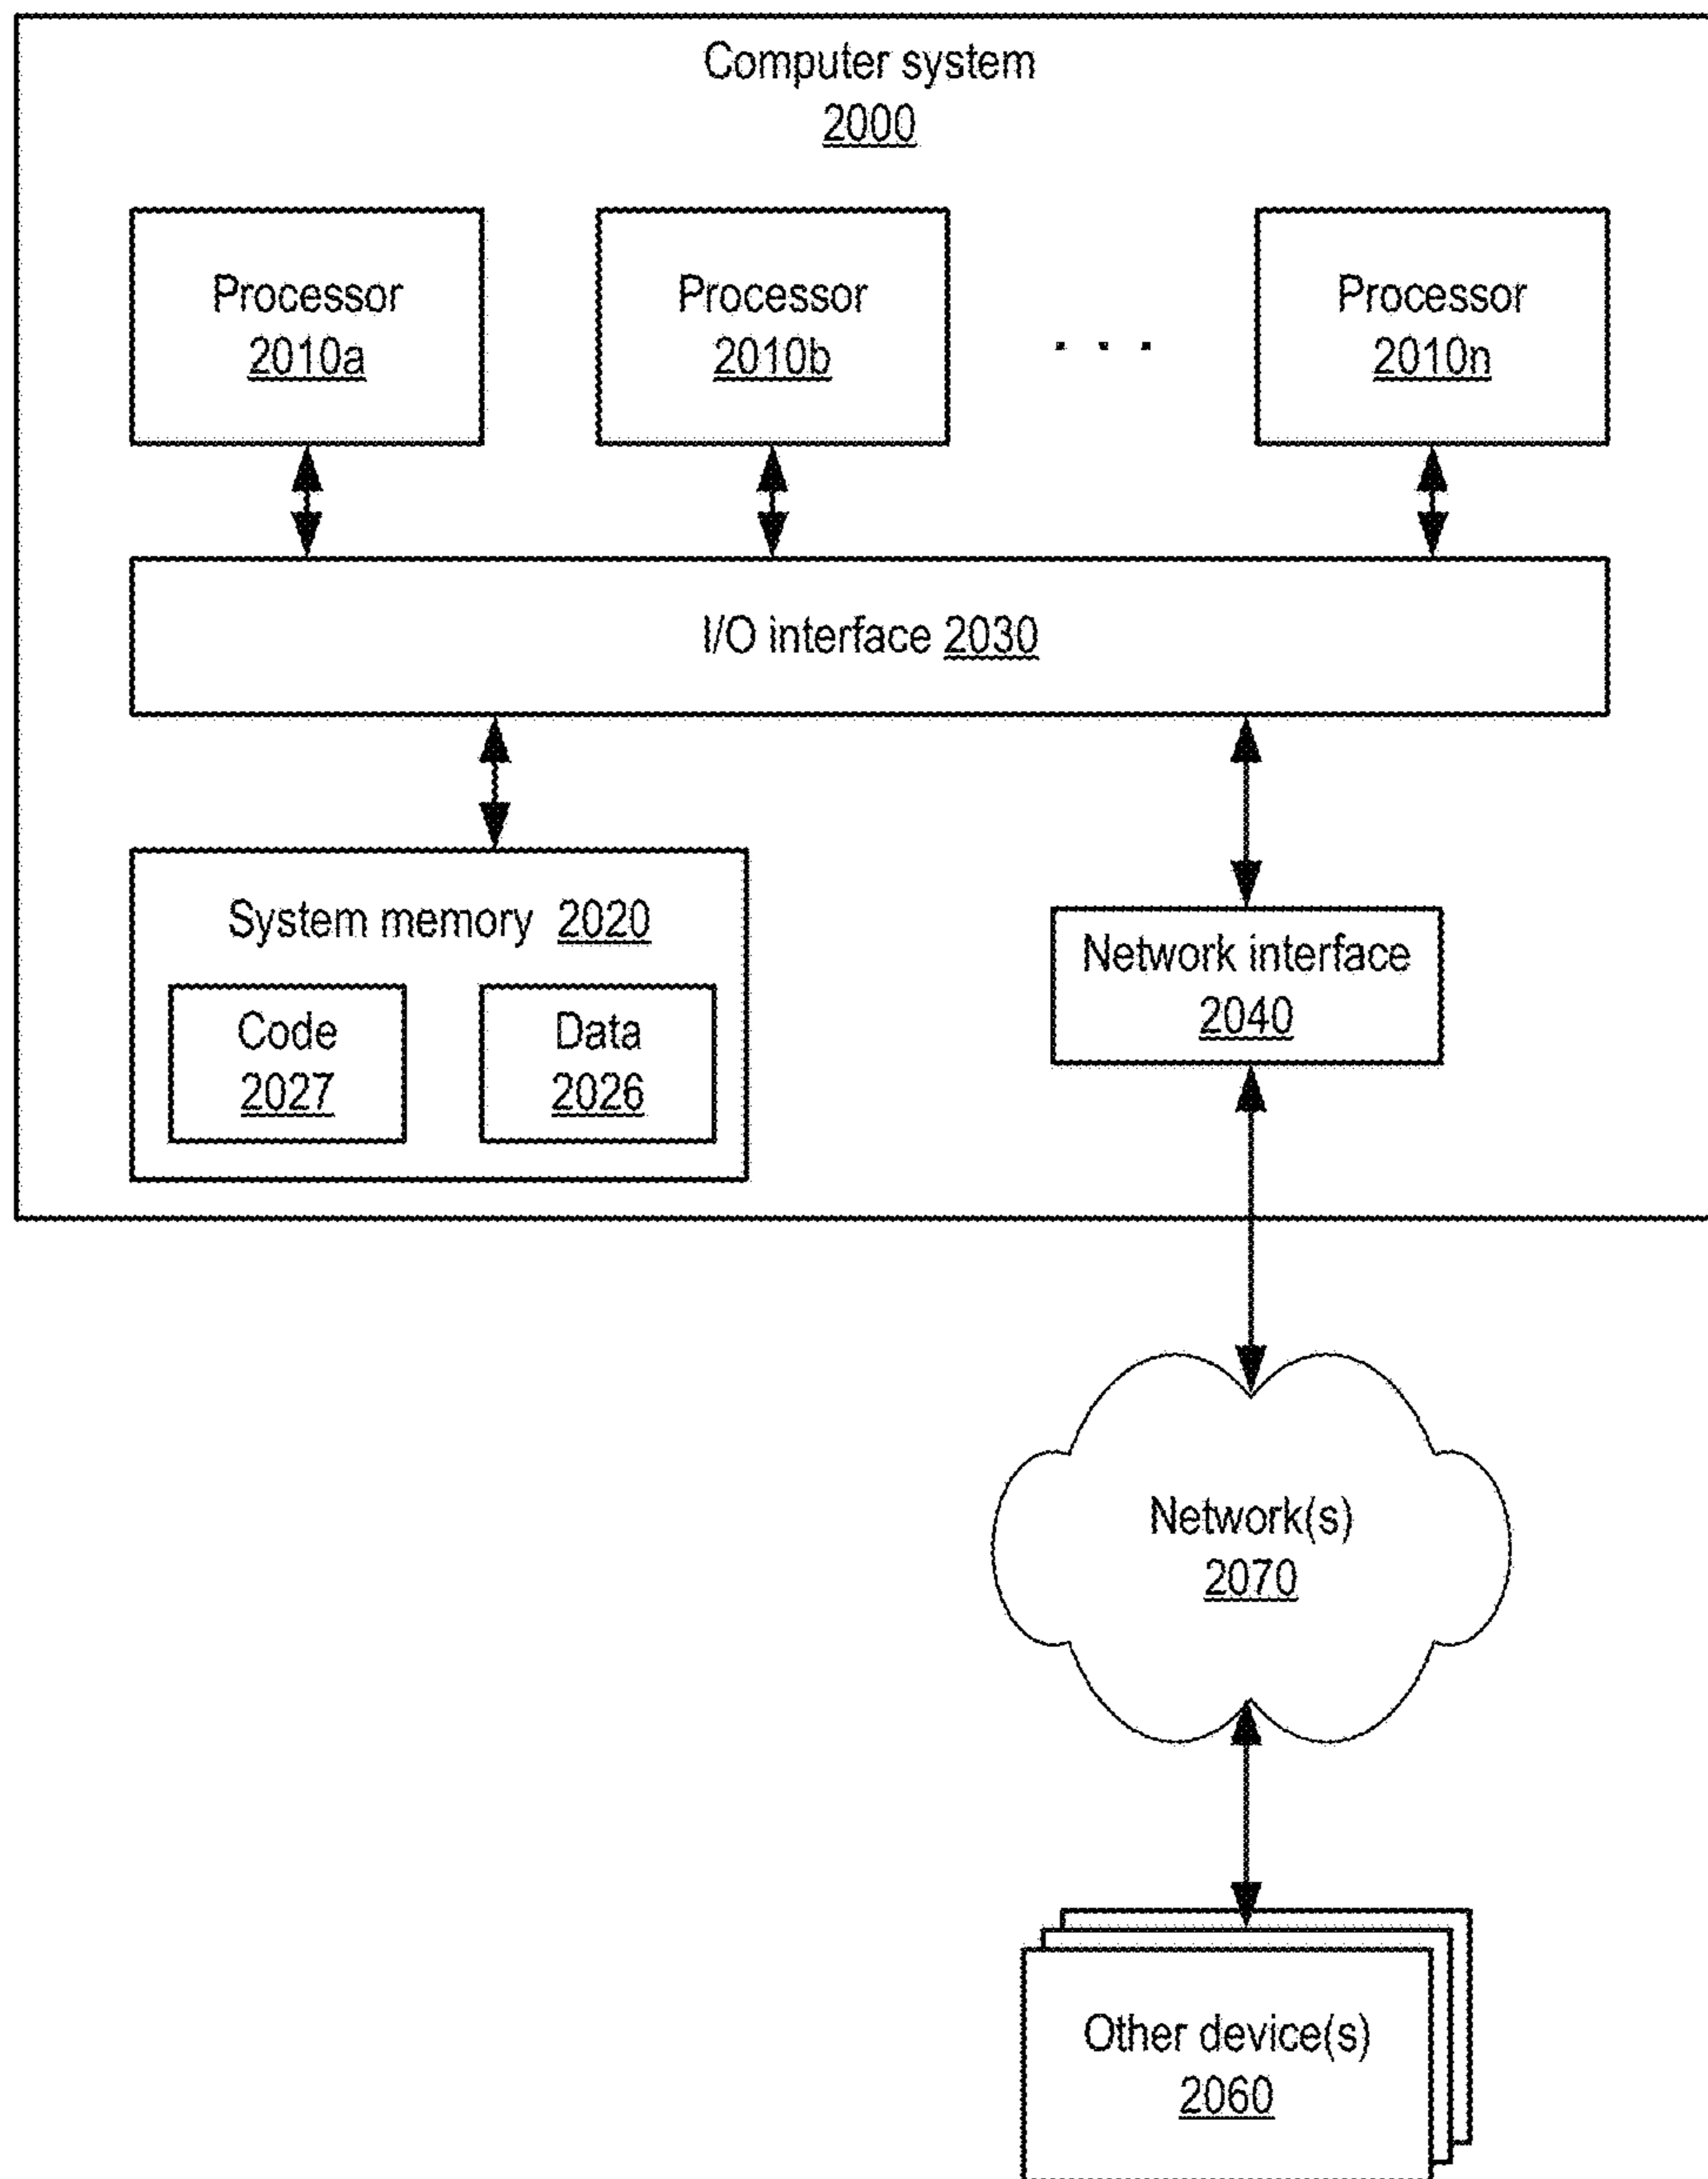 Computer system
2000
Processor
2010a
Processor
2010b
. . .
Processor
2010n
I/O interface 2030
System memory 2020
Code
2027
Data
2026
Network interface
2040
Network(s)
2070
Other device(s)
2060